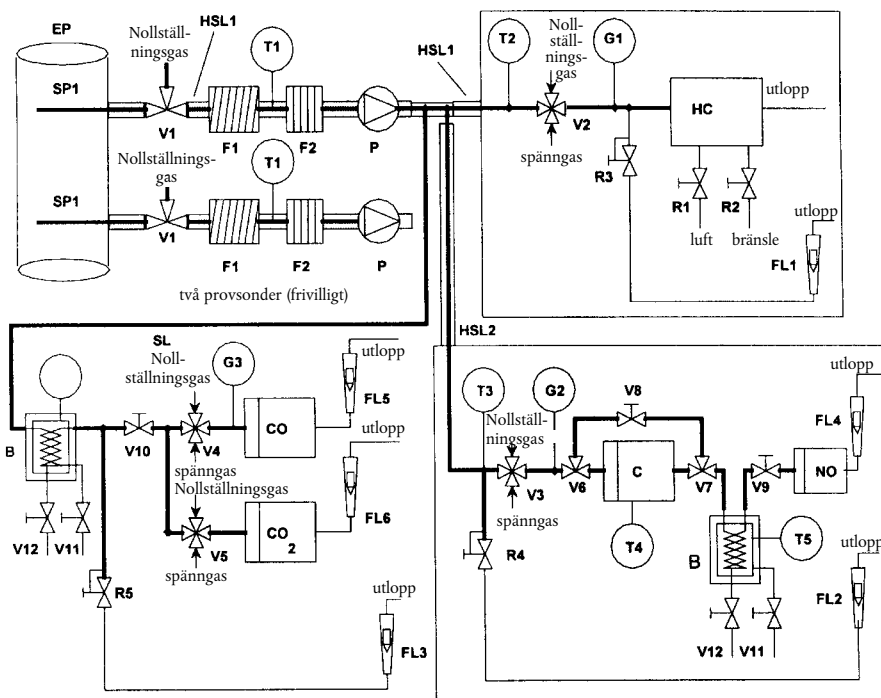 EP
Nollställ-
ningsgas
HSL1
T1
SP1
V1
F1
F2
P
Nollställnings-
gas
T1
SP1
V1
F1
F2
P
två provsonder (frivilligt)
HSL1
T2
Noll-
ställ-
nings-
gas
G1
V2
spänngas
HC
utlopp
R3
R1
R2
luft
bränsle
utlopp
FL1
HSL2
SL
Noll-
ställningsgas
G3
utlopp
FL5
CO
V10
V4
spänngas
Nollställningsgas
utlopp
FL6
CO
2
V5
spänngas
B
V12
V11
R5
utlopp
FL3
T3
Nollställ-
ningsgas
G2
V8
utlopp
FL4
V3
V6
C
V7
V9
NO
spänngas
T4
T5
R4
B
utlopp
FL2
V12
V11